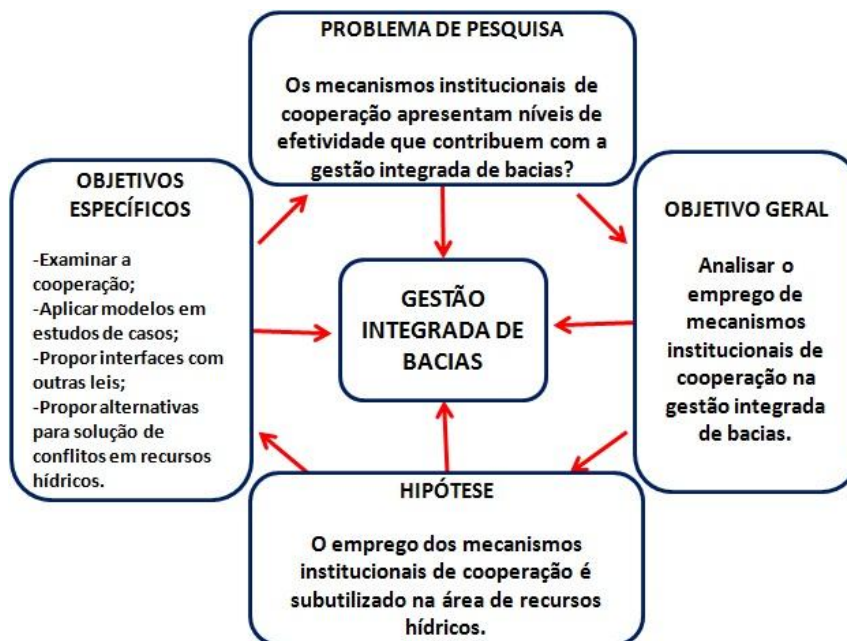 PROBLEMA DE PESQUISA
Os mecanismos institucionais de
cooperação apresentam níveis de
efetividade que contribuem com a
gestão integrada de bacias?
OBJETIVOS
ESPECÍFICOS
-Examinar a
cooperação;
-Aplicar modelos em
estudos de casos;
-Propor interfaces com
outras leis;
-Propor alternativas
para solução de
conflitos em recursos
hídricos.
GESTÃO
INTEGRADA DE
BACIAS
OBJETIVO GERAL
Analisar o
emprego de
mecanismos
institucionais de
cooperação na
gestão integrada
de bacias.
HIPÓTESE
O emprego dos mecanismos
institucionais de cooperação é
subutilizado na área de recursos
hídricos.